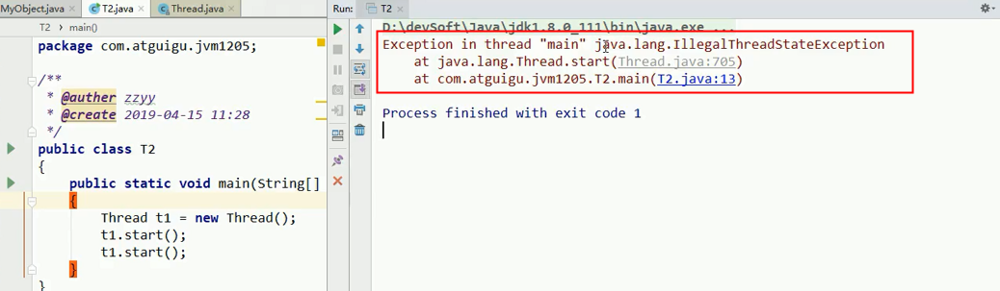 MyObject.java × T2.java × Thread.java ×
Run: T2 ×
T2 main()
package com.atguigu.jvm1205;
/**
* @auther zzyy
* @create 2019-04-15 11:28
*/
public class T2
{
public static void main(String[]
{
Thread t1 = new Thread();
t1.start();
t1.start();
}
}
D:\devSoft\Java\jdk1.8.0_111\bin\java.exe ...
Exception in thread "main" java.lang.IllegalThreadStateException
at java.lang.Thread.start(Thread.java:705)
at com.atguigu.jvm1205.T2.main(T2.java:13)
Process finished with exit code 1